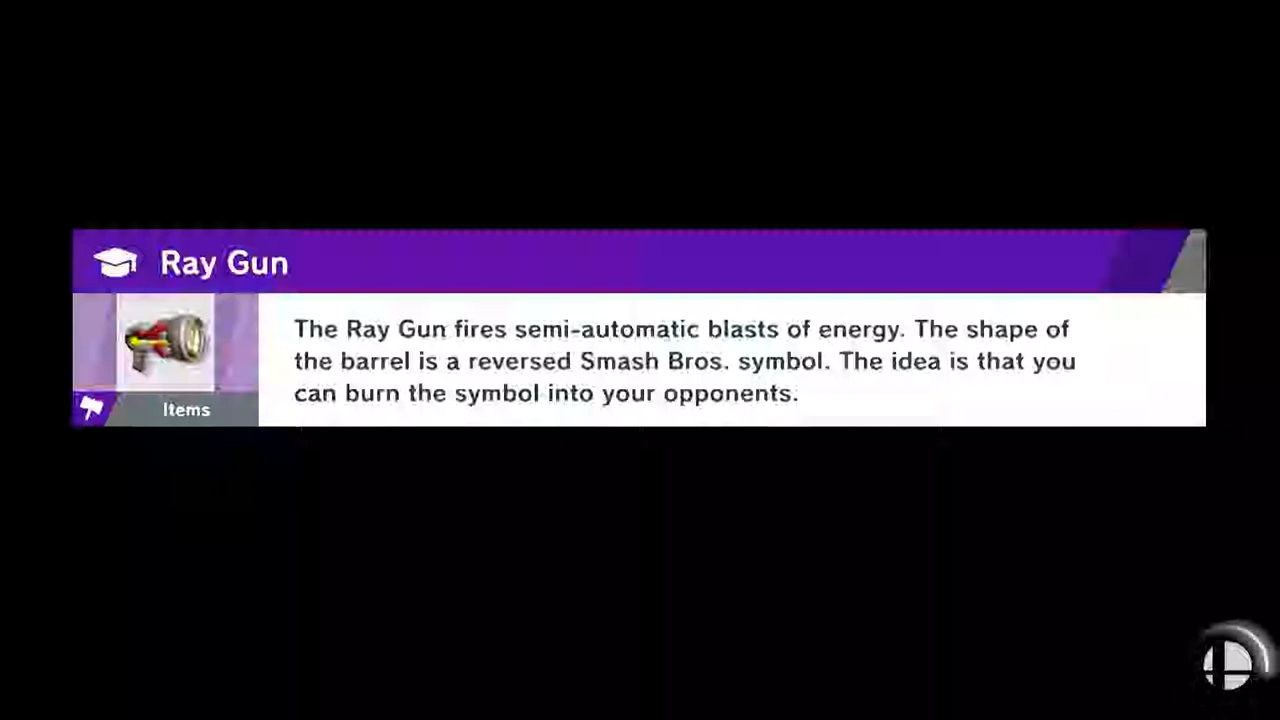 Ray Gun
The Ray Gun fires semi-automatic blasts of energy. The shape of
the barrel is a reversed Smash Bros. symbol. The idea is that you
can burn the symbol into your opponents.
Items